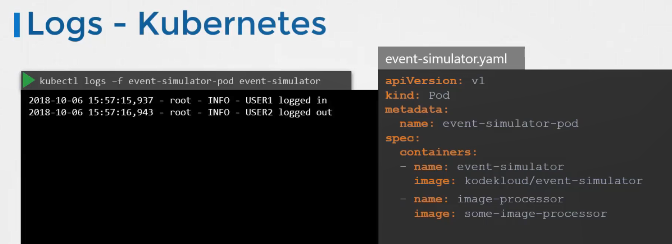 Logs - Kubernetes
kubectl logs –f event-simulator-pod event-simulator
2018-10-06 15:57:15,937 - root - INFO - USER1 logged in
2018-10-06 15:57:16,943 - root - INFO - USER2 logged out
event-simulator.yaml
apiVersion: v1
kind: Pod
metadata:
  name: event-simulator-pod
spec:
  containers:
  - name: event-simulator
    image: kodekloud/event-simulator
  - name: image-processor
    image: some-image-processor